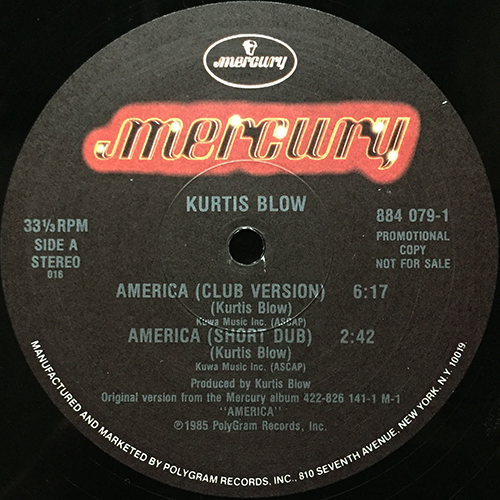 mercury
mercury
KURTIS BLOW
33⅓ RPM
SIDE A
STEREO
016
884 079-1
PROMOTIONAL
COPY
NOT FOR SALE
AMERICA (CLUB VERSION) 6:17
(Kurtis Blow)
Kuwa Music Inc. (ASCAP)
AMERICA (SHORT DUB) 2:42
(Kurtis Blow)
Kuwa Music Inc. (ASCAP)
Produced by Kurtis Blow
Original version from the Mercury album 422-826 141-1 M-1
"AMERICA"
Ⓟ1985 PolyGram Records, Inc.
MANUFACTURED AND MARKETED BY POLYGRAM RECORDS, INC., 810 SEVENTH AVENUE, NEW YORK, N.Y. 10019